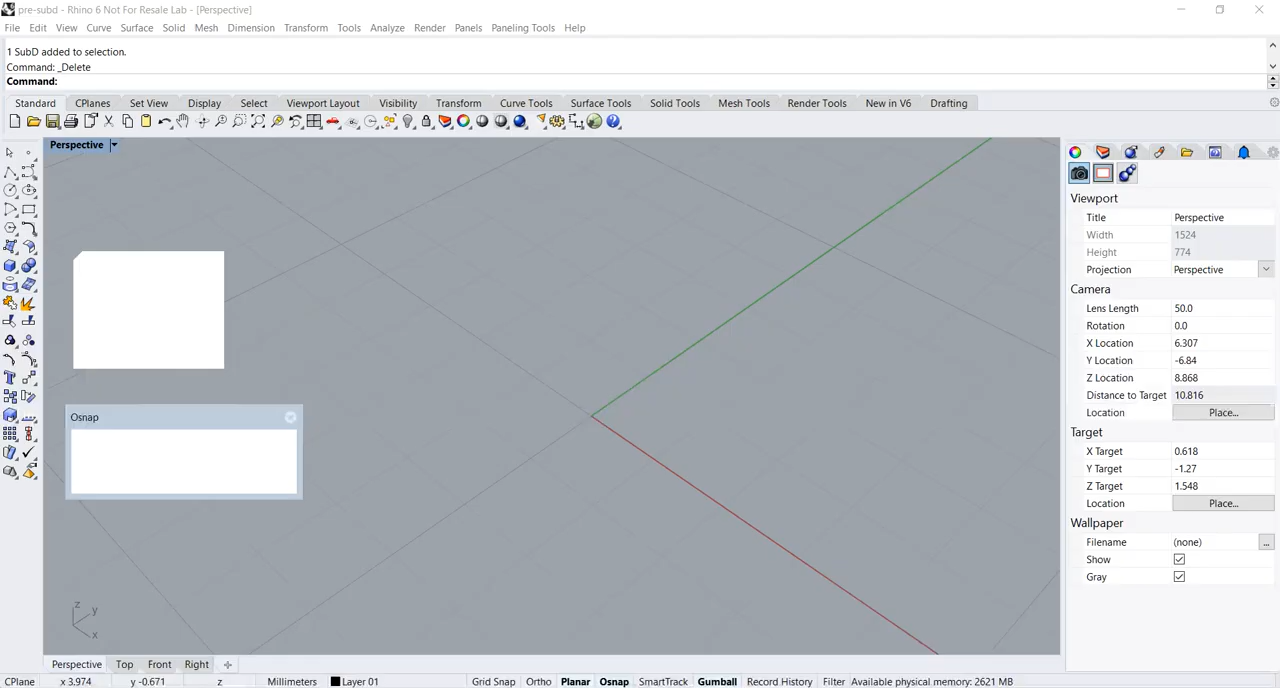 pre-subd - Rhino 6 Not For Resale Lab - [Perspective]
File Edit View Curve Surface Solid Mesh Dimension Transform Tools Analyze Render Panels Paneling Tools Help
1 SubD added to selection.
Command: _Delete
Command:
Standard CPlanes Set View Display Select Viewport Layout Visibility Transform Curve Tools Surface Tools Solid Tools Mesh Tools Render Tools New in V6 Drafting
Perspective
Viewport
Title Perspective
Width 1524
Height 774
Projection Perspective
Camera
Lens Length 50.0
Rotation 0.0
X Location 6.307
Y Location -6.84
Z Location 8.868
Distance to Target 10.816
Location Place...
Target
X Target 0.618
Y Target -1.27
Z Target 1.548
Location Place...
Wallpaper
Filename (none) ...
Show
Gray
Osnap
z
y
x
Perspective Top Front Right
CPlane x 3.974 y -0.671 z Millimeters Layer 01 Grid Snap Ortho Planar Osnap SmartTrack Gumball Record History Filter Available physical memory: 2621 MB